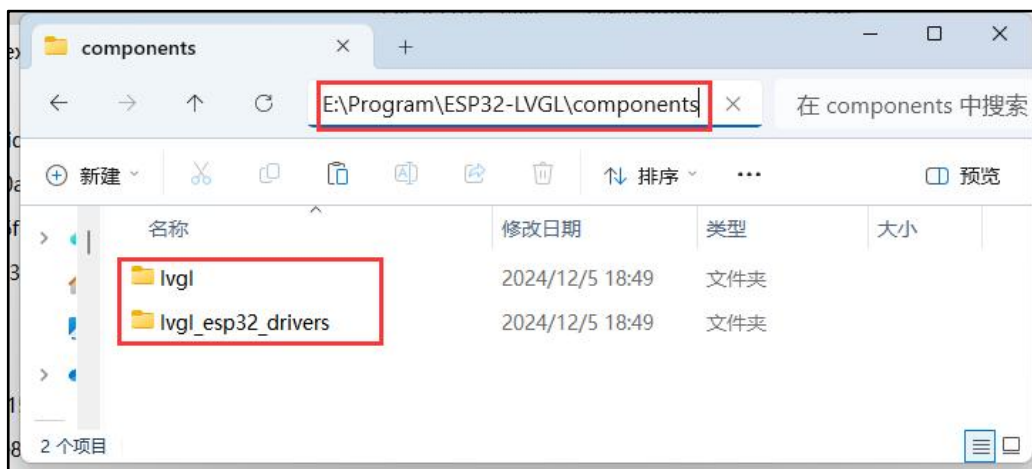 components
E:\Program\ESP32-LVGL\components
在 components 中搜索
新建
排序
预览
名称 修改日期 类型 大小
lvgl 2024/12/5 18:49 文件夹
lvgl_esp32_drivers 2024/12/5 18:49 文件夹
2 个项目